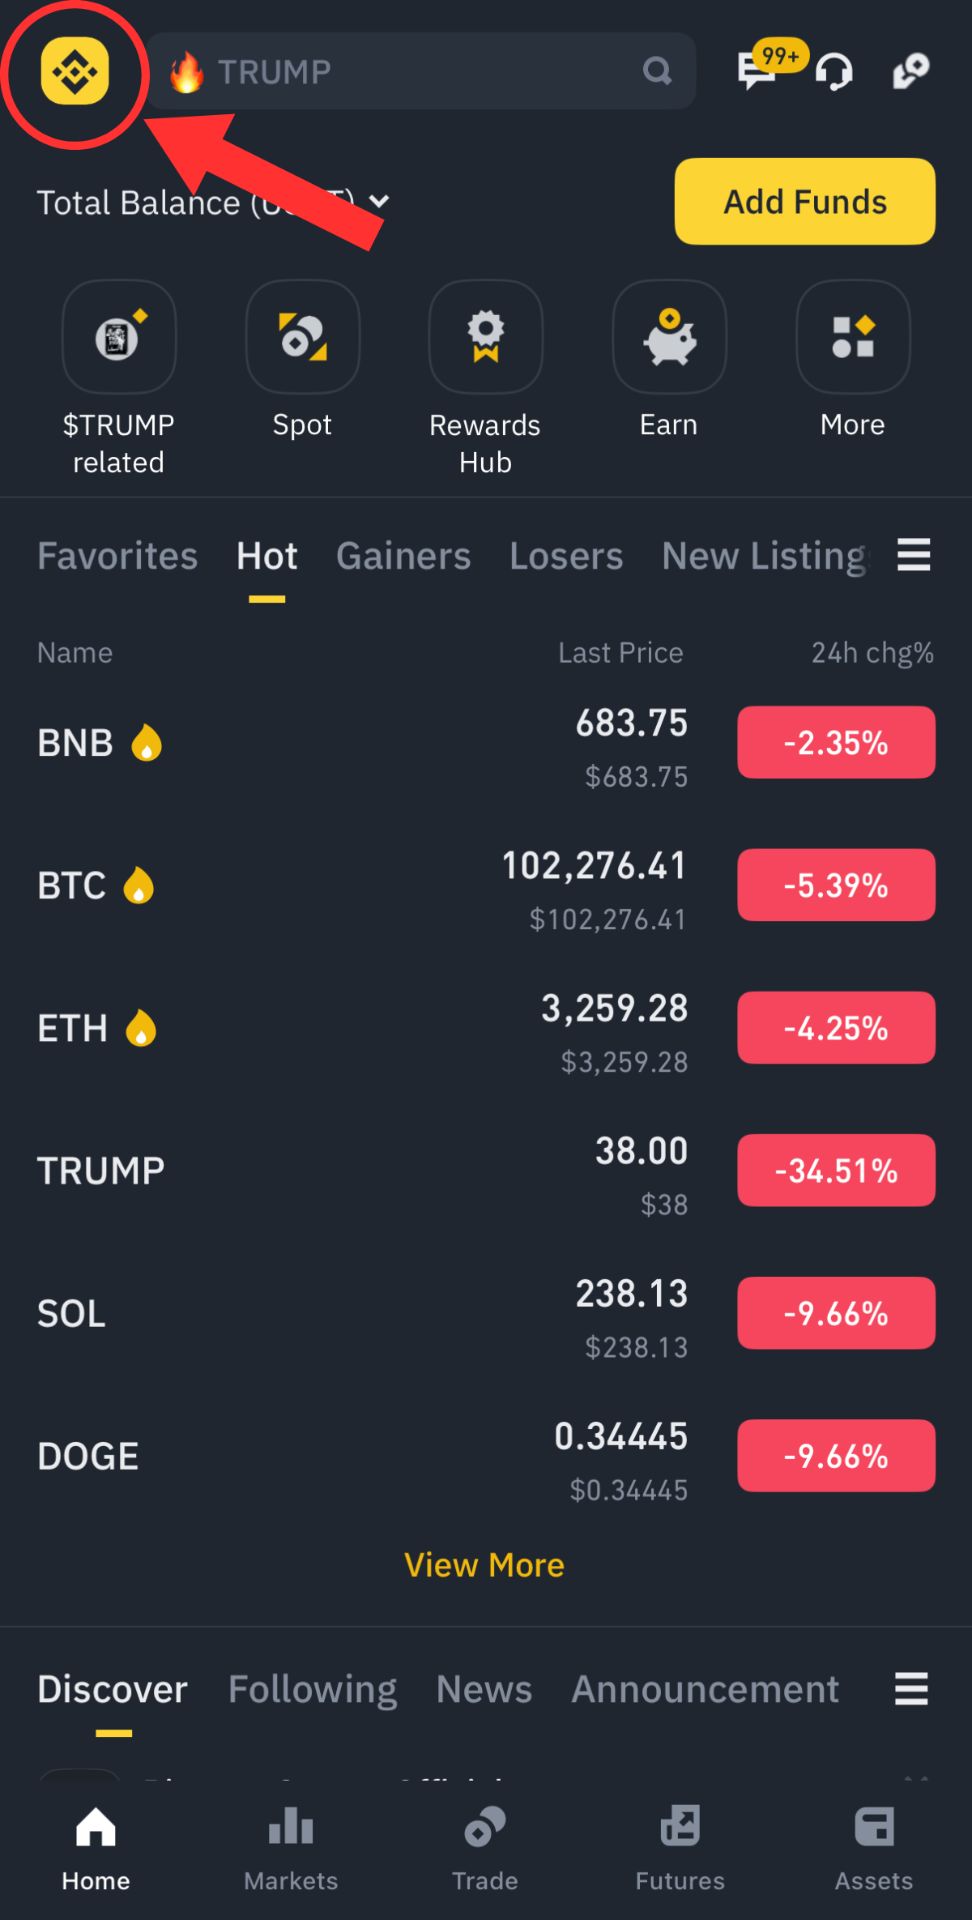 TRUMP
99+
Total Balance (
Add Funds
$TRUMP
related
Spot
Rewards
Hub
Earn
More
Favorites Hot Gainers Losers New Listing
Name Last Price 24h chg%
BNB 683.75 -2.35%
$683.75
BTC 102,276.41 -5.39%
$102,276.41
ETH 3,259.28 -4.25%
$3,259.28
TRUMP 38.00 -34.51%
$38
SOL 238.13 -9.66%
$238.13
DOGE 0.34445 -9.66%
$0.34445
View More
Discover Following News Announcement
Home Markets Trade Futures Assets